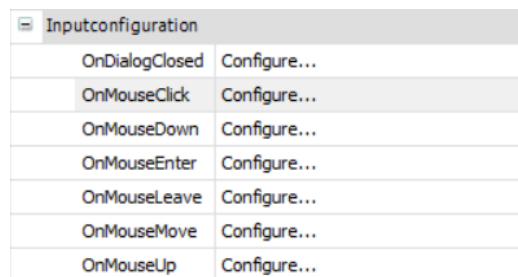 Inputconfiguration
OnDialogClosed Configure...
OnMouseClick Configure...
OnMouseDown Configure...
OnMouseEnter Configure...
OnMouseLeave Configure...
OnMouseMove Configure...
OnMouseUp Configure...